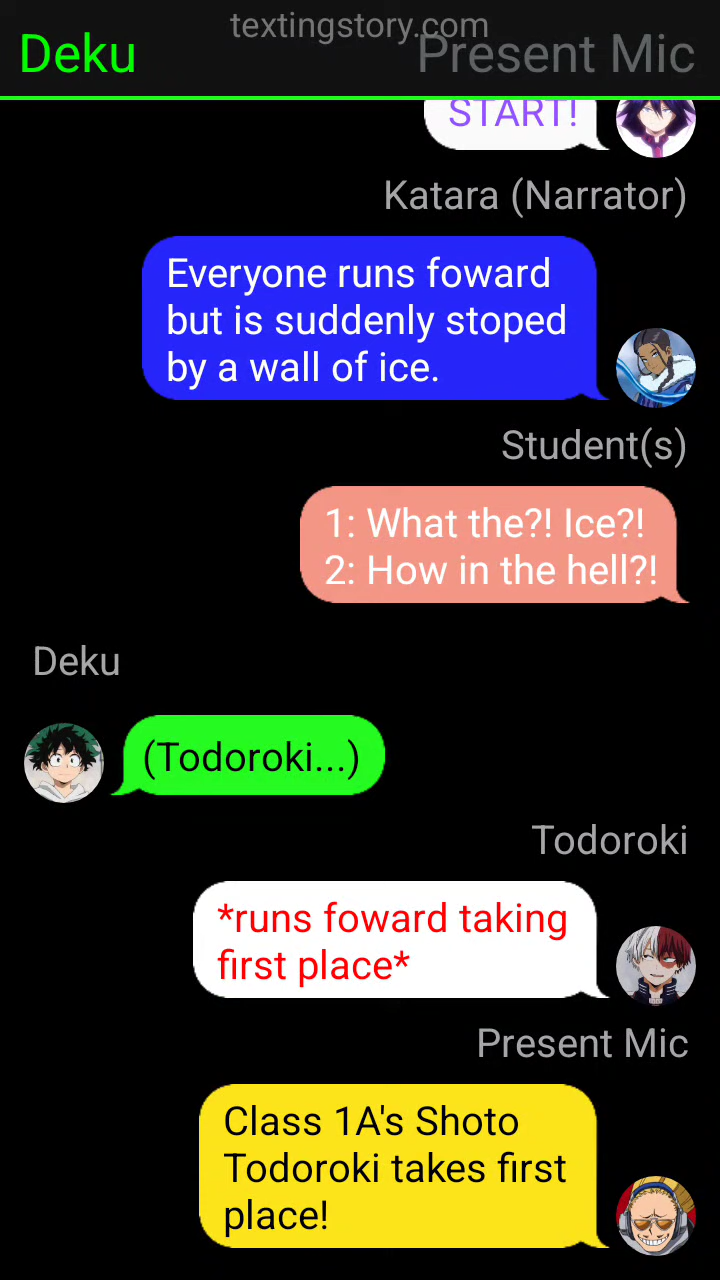 textingstory.com
Deku
Present Mic
START!
Katara (Narrator)
Everyone runs foward
but is suddenly stoped
by a wall of ice.
Student(s)
1: What the?! Ice?!
2: How in the hell?!
Deku
(Todoroki...)
Todoroki
*runs foward taking
first place*
Present Mic
Class 1A's Shoto
Todoroki takes first
place!